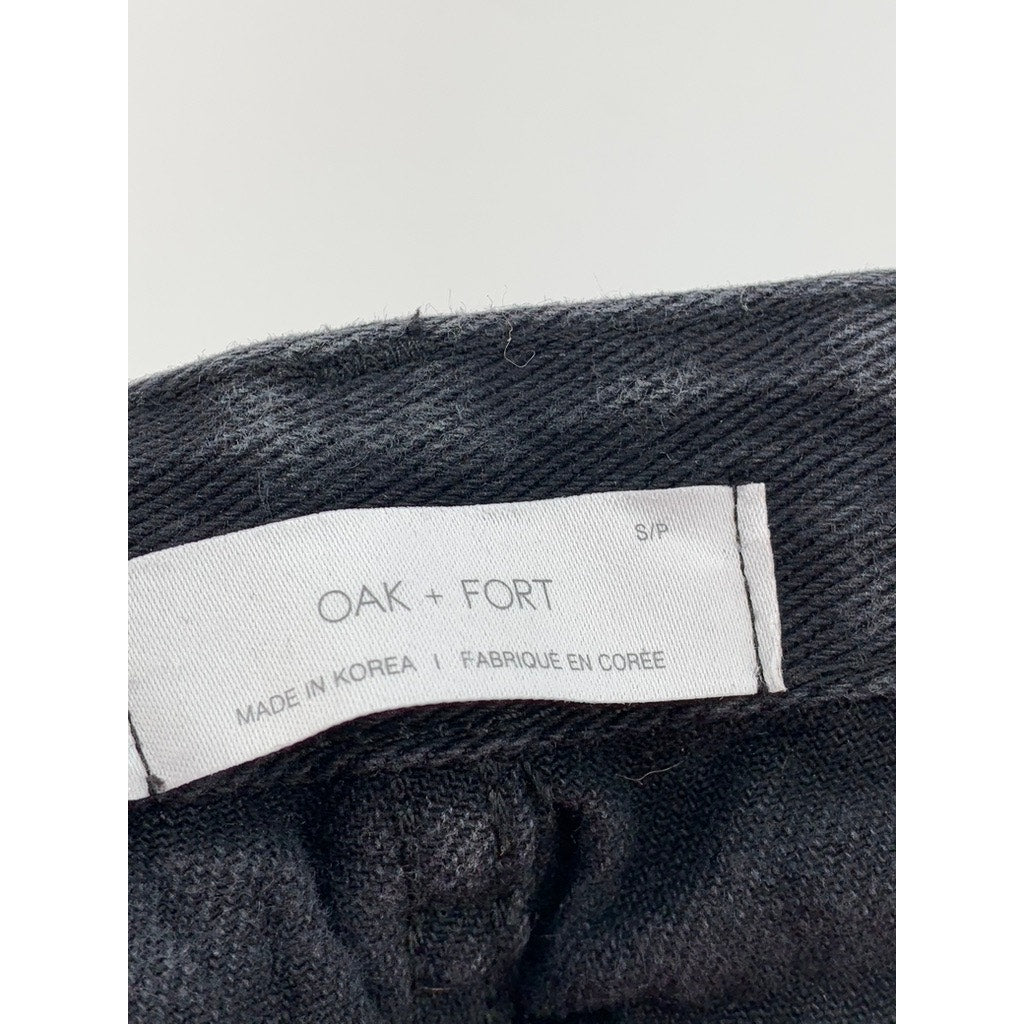 S/P
OAK + FORT
MADE IN KOREA | FABRIQUÉ EN CORÉE